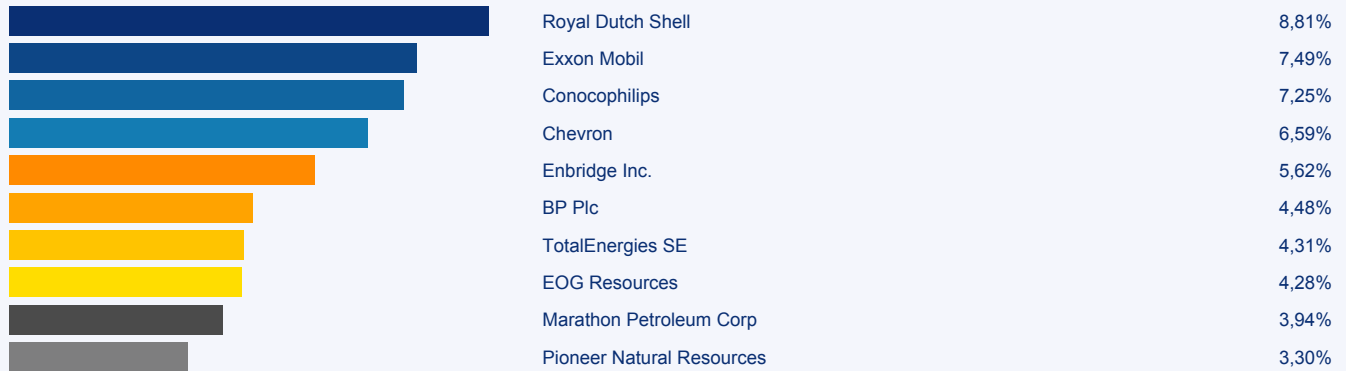 Royal Dutch Shell 8,81%
Exxon Mobil 7,49%
Conocophilips 7,25%
Chevron 6,59%
Enbridge Inc. 5,62%
BP Plc 4,48%
TotalEnergies SE 4,31%
EOG Resources 4,28%
Marathon Petroleum Corp 3,94%
Pioneer Natural Resources 3,30%